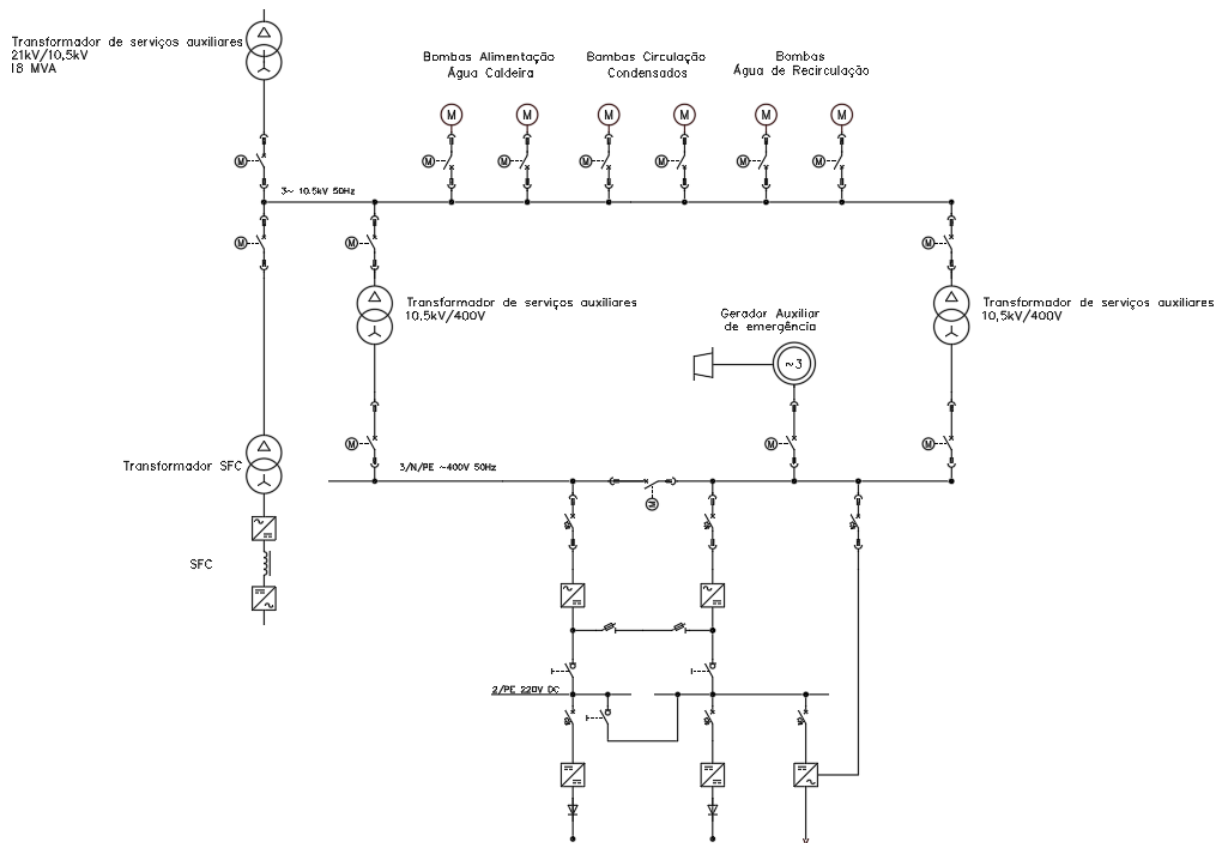 Transformador de serviços auxiliares
21kV/10,5kV
18 MVA
Bombas Alimentação
Água Caldeira
Bombas Circulação
Condensados
Bombas
Água de Recirculação
M
M
M
M
M
M
M
M
M
M
M
M
M
3~ 10.5kV 50Hz
M
M
M
Transformador de serviços auxiliares
10,5kV/400V
Gerador Auxiliar
de emergência
Transformador de serviços auxiliares
10,5kV/400V
~3
M
M
M
Transformador SFC
3/N/PE ~400V 50Hz
M
SFC
2/PE 220V DC